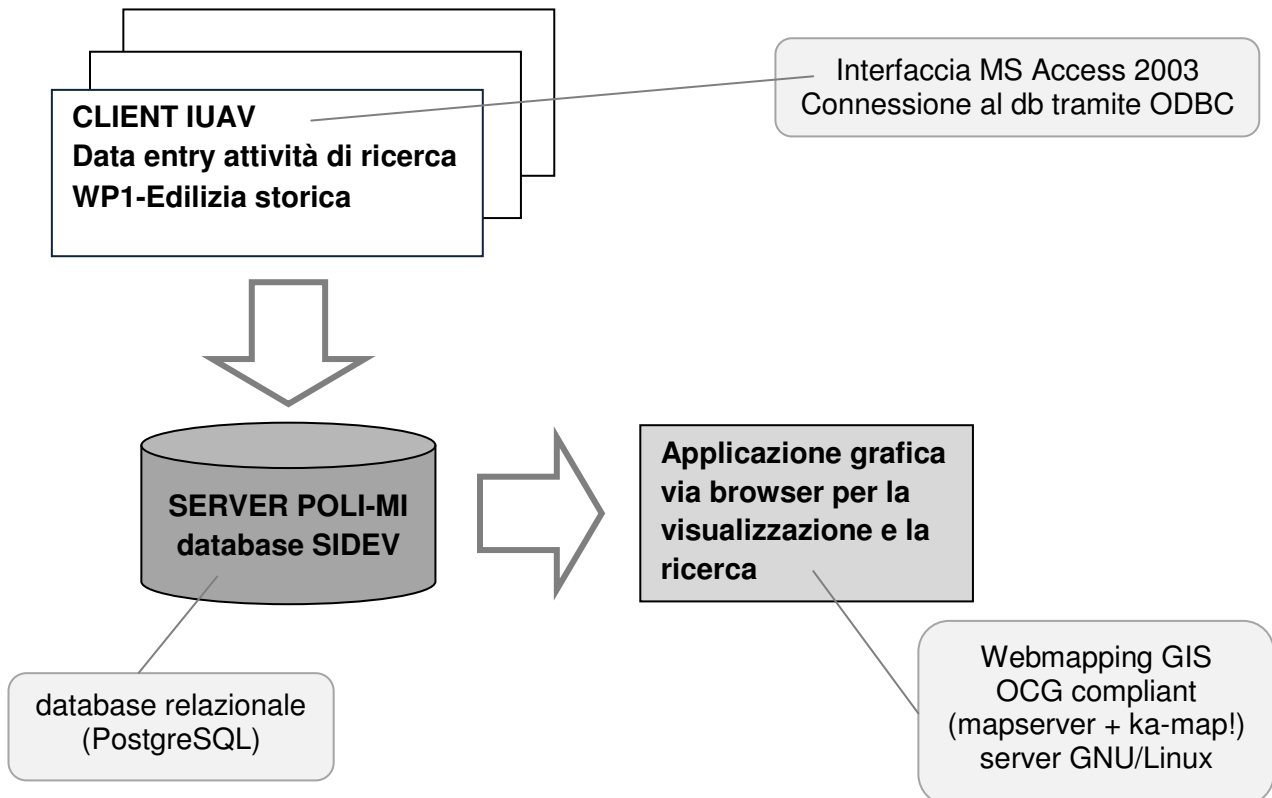 CLIENT IUAV
Data entry attività di ricerca
WP1-Edilizia storica
Interfaccia MS Access 2003
Connessione al db tramite ODBC
SERVER POLI-MI
database SIDEV
Applicazione grafica
via browser per la
visualizzazione e la
ricerca
database relazionale
(PostgreSQL)
Webmapping GIS
OCG compliant
(mapserver + ka-map!)
server GNU/Linux